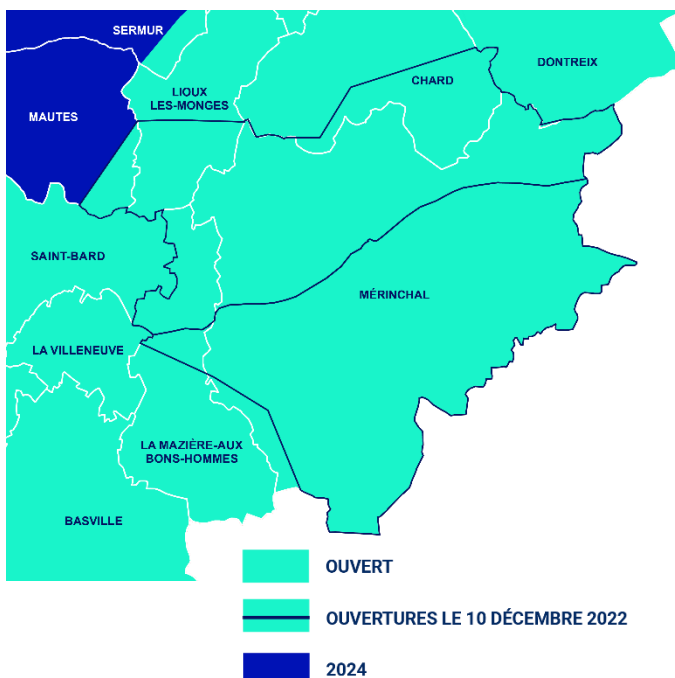 SERMUR
DONTREIX
CHARD
LIOUX
LES-MONGES
MAUTES
SAINT-BARD
MÉRINCHAL
LA VILLENEUVE
LA MAZIÈRE-AUX
BONS-HOMMES
BASVILLE
OUVERT
OUVERTURES LE 10 DÉCEMBRE 2022
2024